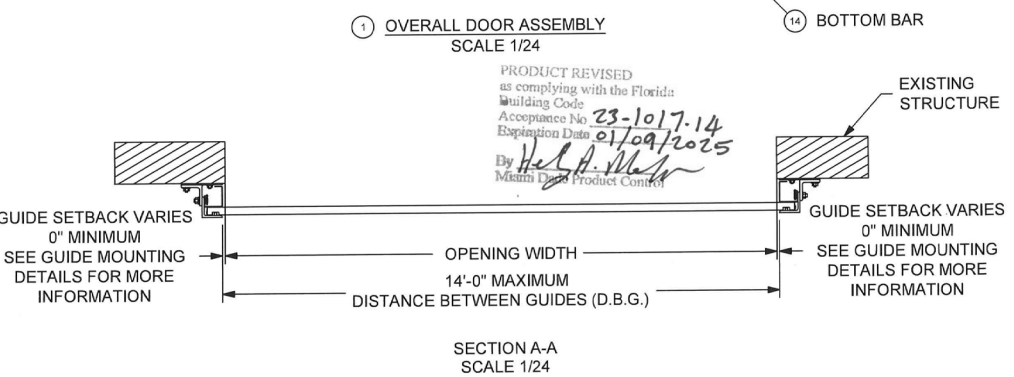 1 OVERALL DOOR ASSEMBLY
SCALE 1/24
14 BOTTOM BAR
PRODUCT REVISED
as complying with the Florida
Building Code
Acceptance No 23-1017.14
Expiration Date 01/09/2025
By
Miami Dade Product Control
EXISTING
STRUCTURE
GUIDE SETBACK VARIES
0" MINIMUM
SEE GUIDE MOUNTING
DETAILS FOR MORE
INFORMATION
OPENING WIDTH
14'-0" MAXIMUM
DISTANCE BETWEEN GUIDES (D.B.G.)
GUIDE SETBACK VARIES
0" MINIMUM
SEE GUIDE MOUNTING
DETAILS FOR MORE
INFORMATION
SECTION A-A
SCALE 1/24